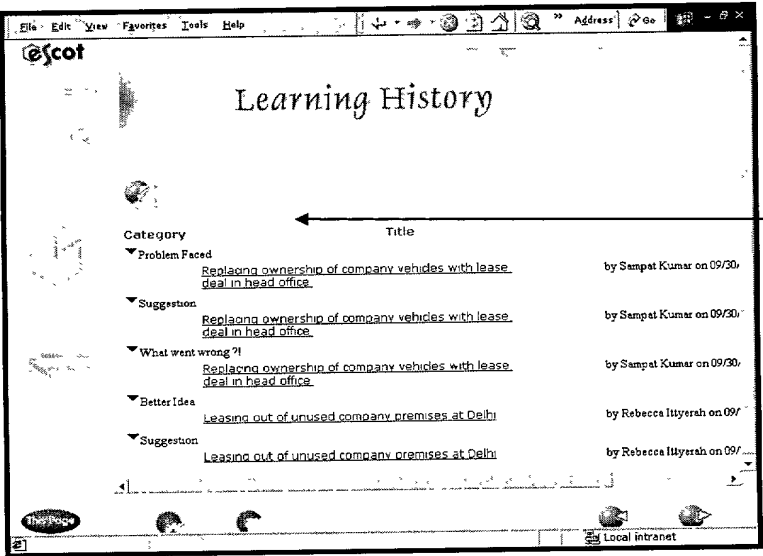 File Edit View Favorites Tools Help » Address Go
eScot
Learning History
Category Title
Problem Faced
Replacing ownership of company vehicles with lease by Sampat Kumar on 09/30/
deal in head office
Suggestion
Replacing ownership of company vehicles with lease by Sampat Kumar on 09/30/
deal in head office
What went wrong ?!
Replacing ownership of company vehicles with lease by Sampat Kumar on 09/30/
deal in head office
Better Idea
Leasing out of unused company premises at Delhi by Rebecca Ittyerah on 09/
Suggestion
Leasing out of unused company premises at Delhi by Rebecca Ittyerah on 09/
Local intranet